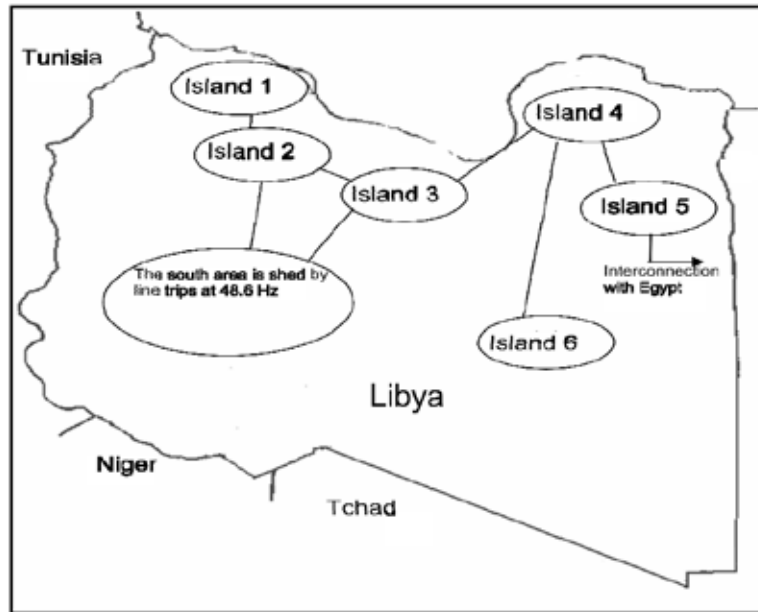 Tunisia
Island 1
Island 2
Island 3
Island 4
Island 5
Interconnection
with Egypt
The south area is shed by
line trips at 48.6 Hz
Island 6
Libya
Niger
Tchad